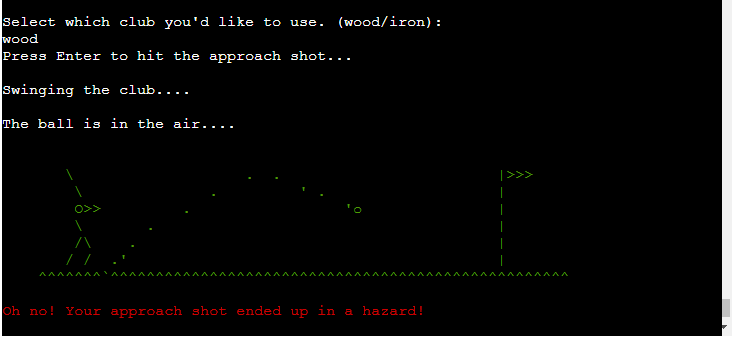 Select which club you'd like to use. (wood/iron):
wood
Press Enter to hit the approach shot...
Swinging the club....
The ball is in the air....
Oh no! Your approach shot ended up in a hazard!